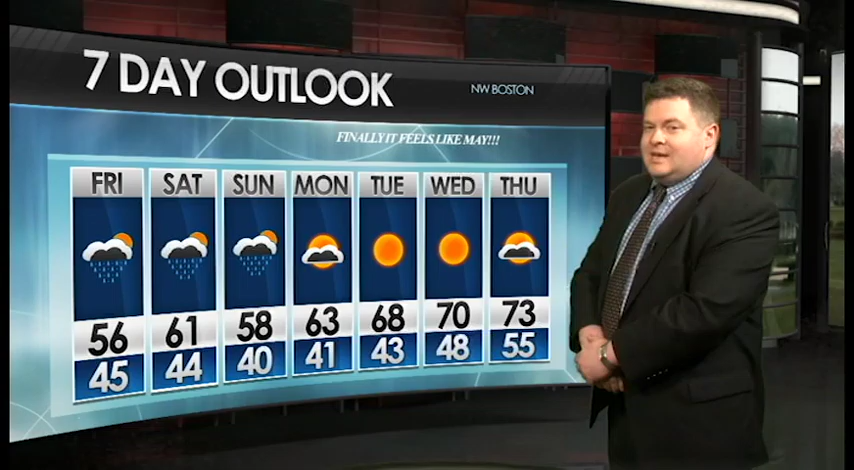 7 DAY OUTLOOK
NW BOSTON
FINALLY IT FEELS LIKE MAY!!!
FRI SAT SUN MON TUE WED THU
56 61 58 63 68 70 73
45 44 40 41 43 48 55